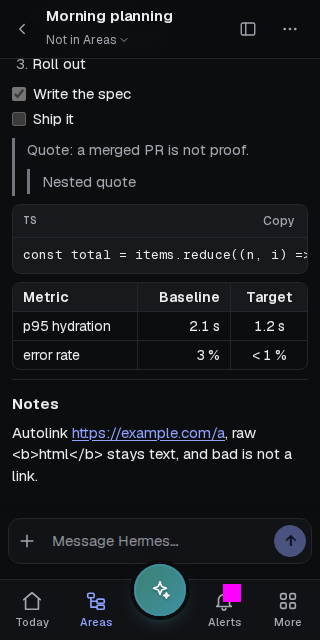 Morning planning
Not in Areas
3. Roll out
Write the spec
Ship it
Quote: a merged PR is not proof.
Nested quote
TS Copy
const total = items.reduce((n, i) =>
Metric Baseline Target
p95 hydration 2.1 s 1.2 s
error rate 3 % < 1 %
Notes
Autolink https://example.com/a, raw
<b>html</b> stays text, and bad is not a
link.
Message Hermes...
Today Areas Alerts More